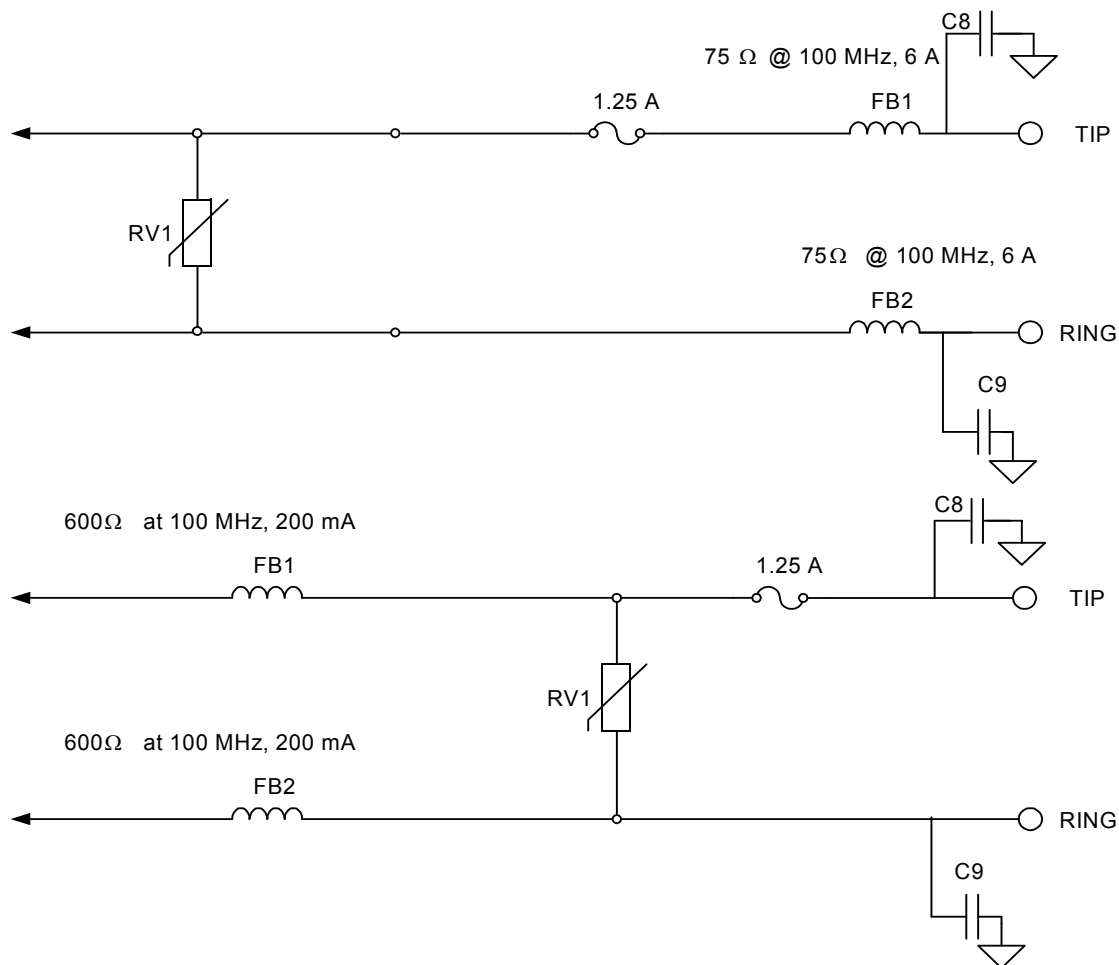 C8
75 Ω @ 100 MHz, 6 A
1.25 A
FB1
TIP
RV1
75Ω @ 100 MHz, 6 A
FB2
RING
C9
C8
600Ω at 100 MHz, 200 mA
FB1
1.25 A
TIP
RV1
600Ω at 100 MHz, 200 mA
FB2
RING
C9